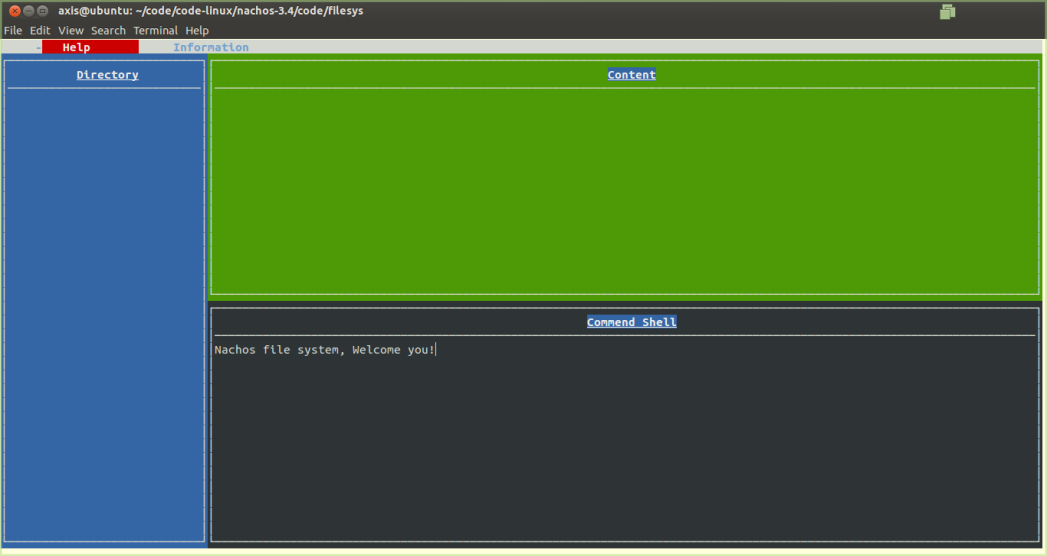 axis@ubuntu: ~/code/code-linux/nachos-3.4/code/filesys
File Edit View Search Terminal Help
- Help Information
Directory
Content
Commend Shell
Nachos file system, Welcome you!